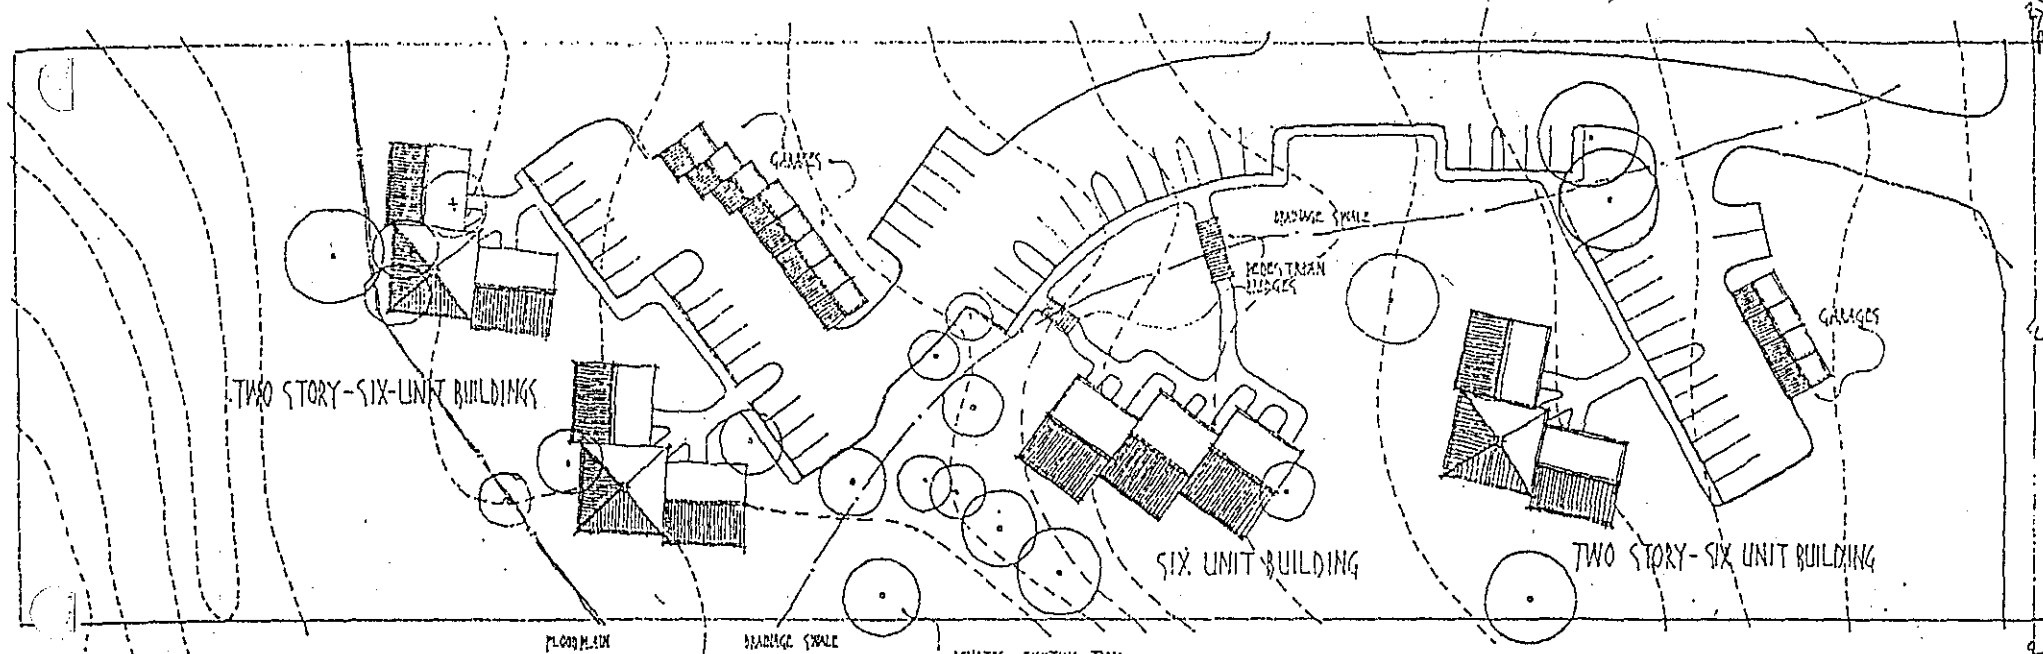 GARAGES
DRAINAGE SWALE
PEDESTRIAN
BRIDGES
GARAGES
TWO STORY-SIX-UNIT BUILDINGS
SIX UNIT BUILDING
TWO STORY-SIX UNIT BUILDING
FLOODPLAIN
DRAINAGE SWALE